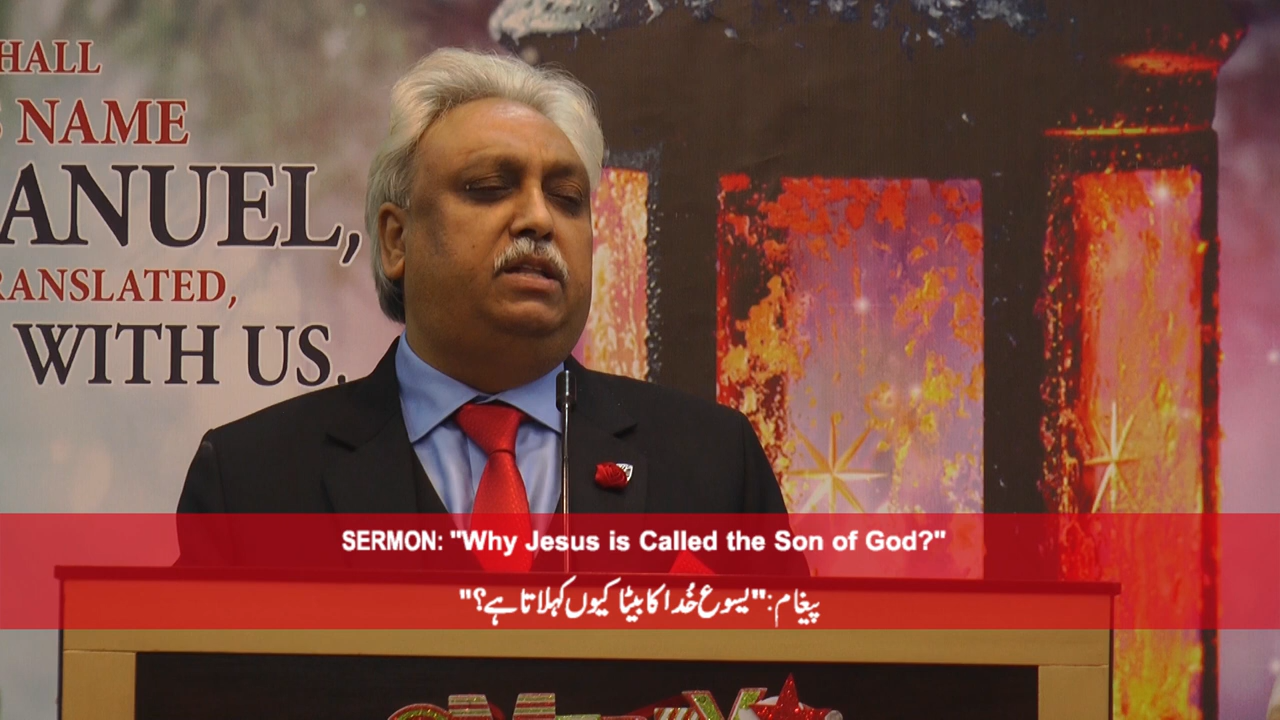 HALL
NAME
ANUEL,
RANSLATED,
WITH US.
SERMON: "Why Jesus is Called the Son of God?"
پیغام: "یسوع خُدا کا بیٹا کیوں کہلاتا ہے؟"